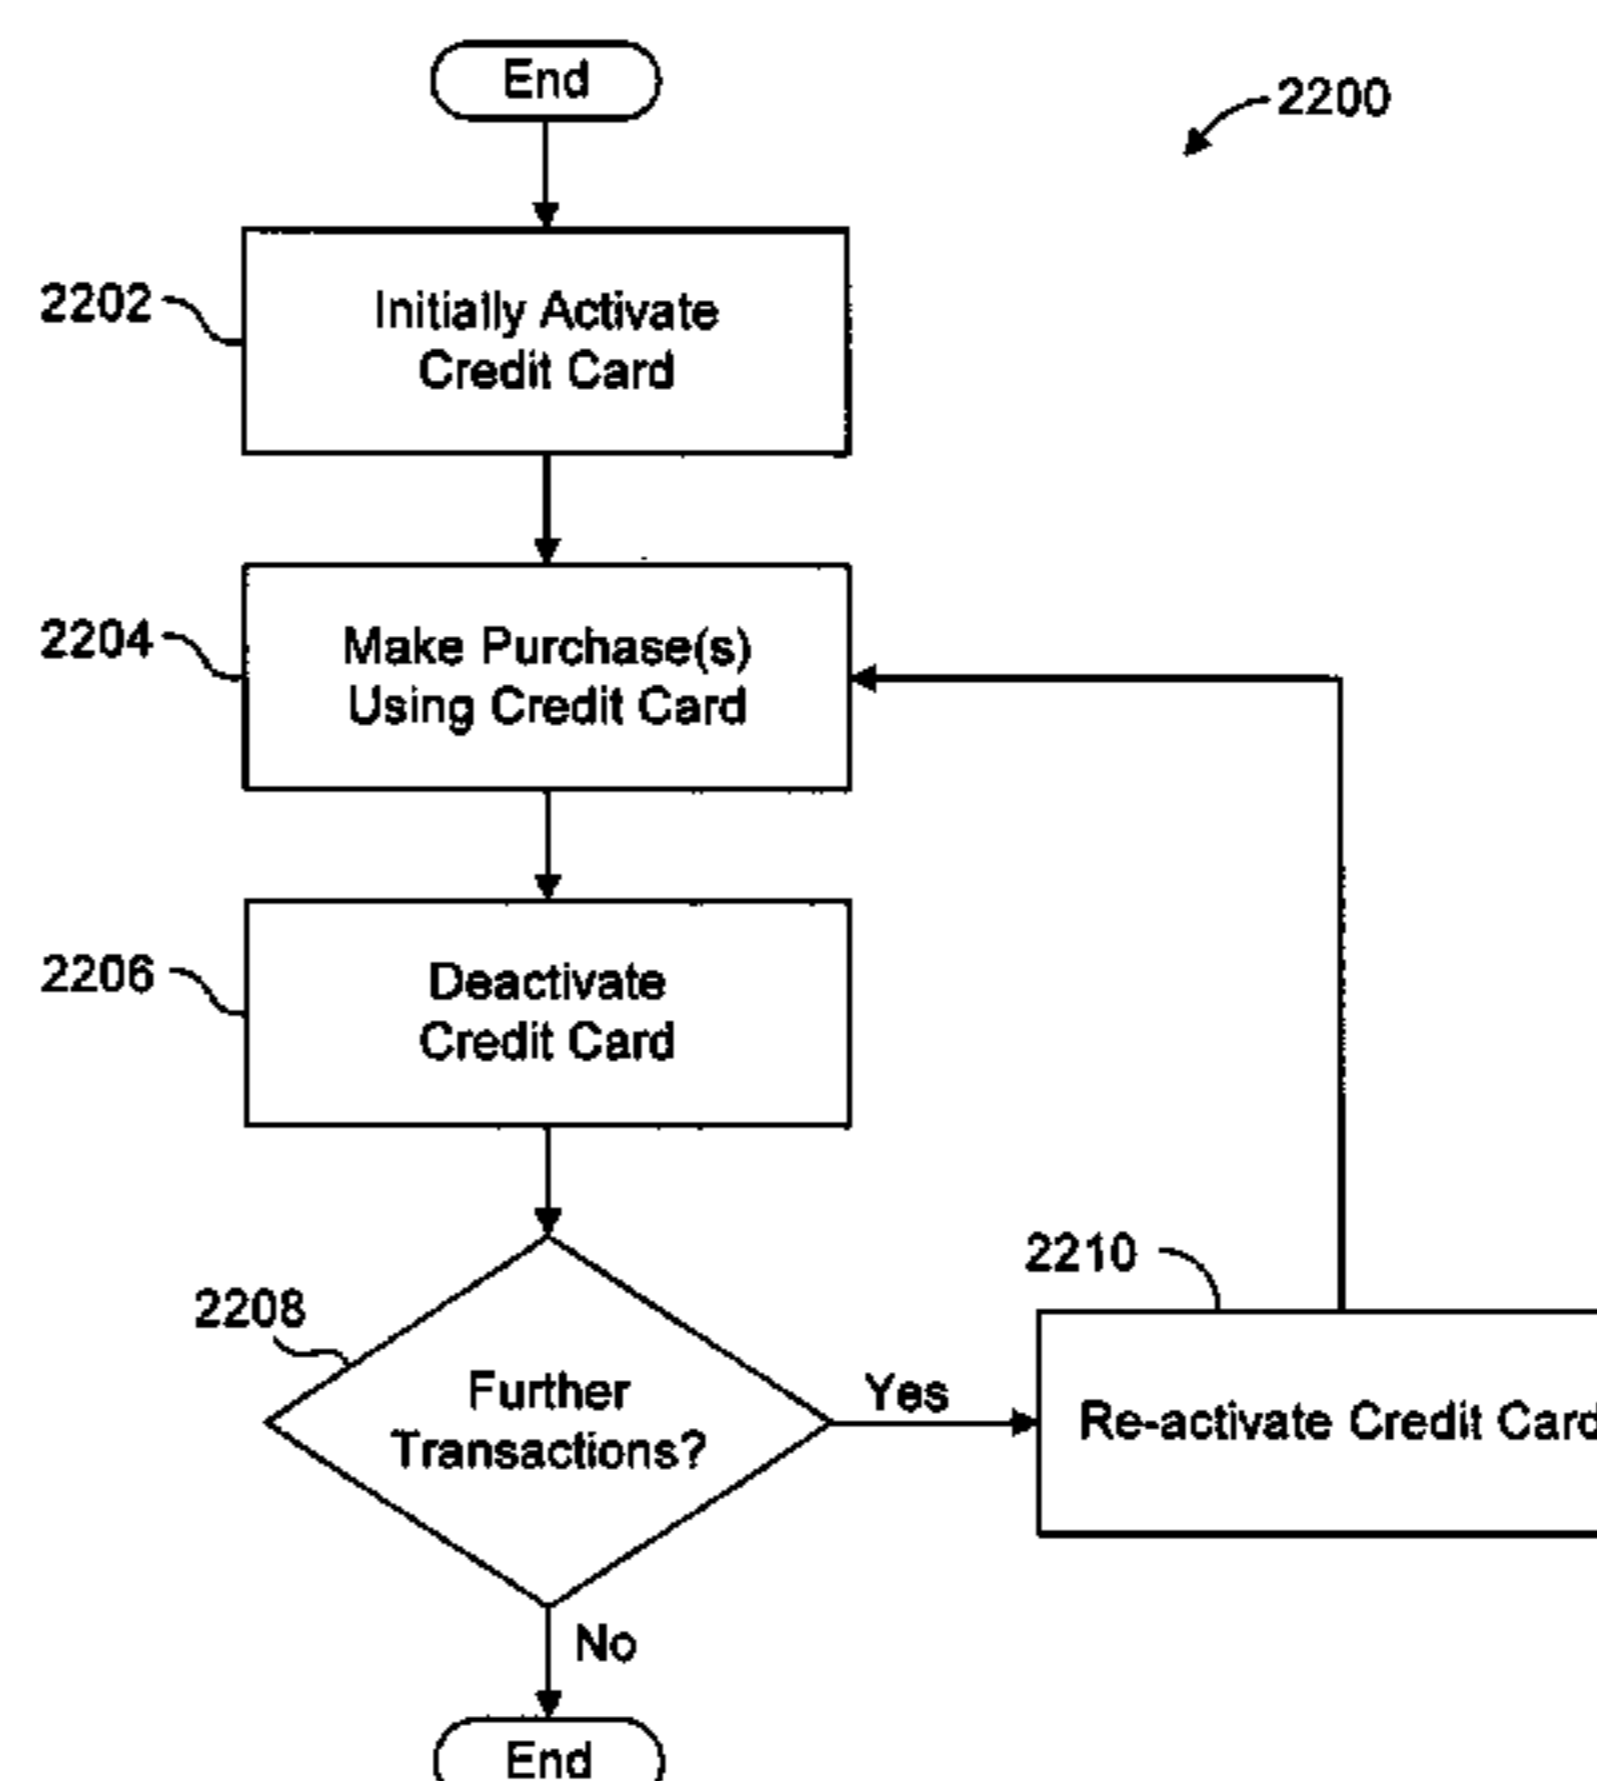 End
2200
2202
Initially Activate
Credit Card
2204
Make Purchase(s)
Using Credit Card
2206
Deactivate
Credit Card
2210
2208
Further
Transactions?
Yes
Re-activate Credit Card
No
End